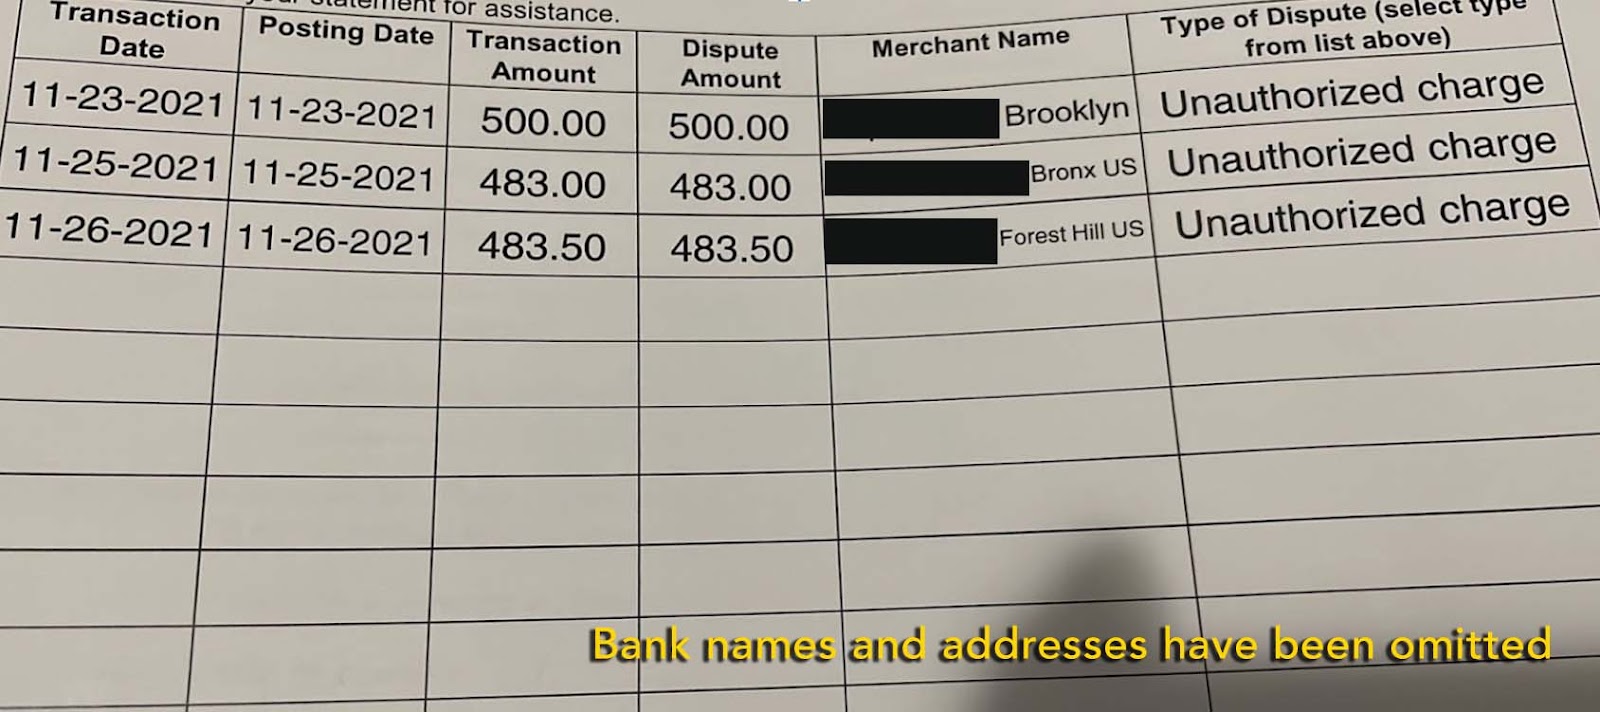 statement for assistance.
Transaction Date Posting Date Transaction Amount Dispute Amount Merchant Name Type of Dispute (select type from list above)
11-23-2021 11-23-2021 500.00 500.00 Brooklyn Unauthorized charge
11-25-2021 11-25-2021 483.00 483.00 Bronx US Unauthorized charge
11-26-2021 11-26-2021 483.50 483.50 Forest Hill US Unauthorized charge
Bank names and addresses have been omitted